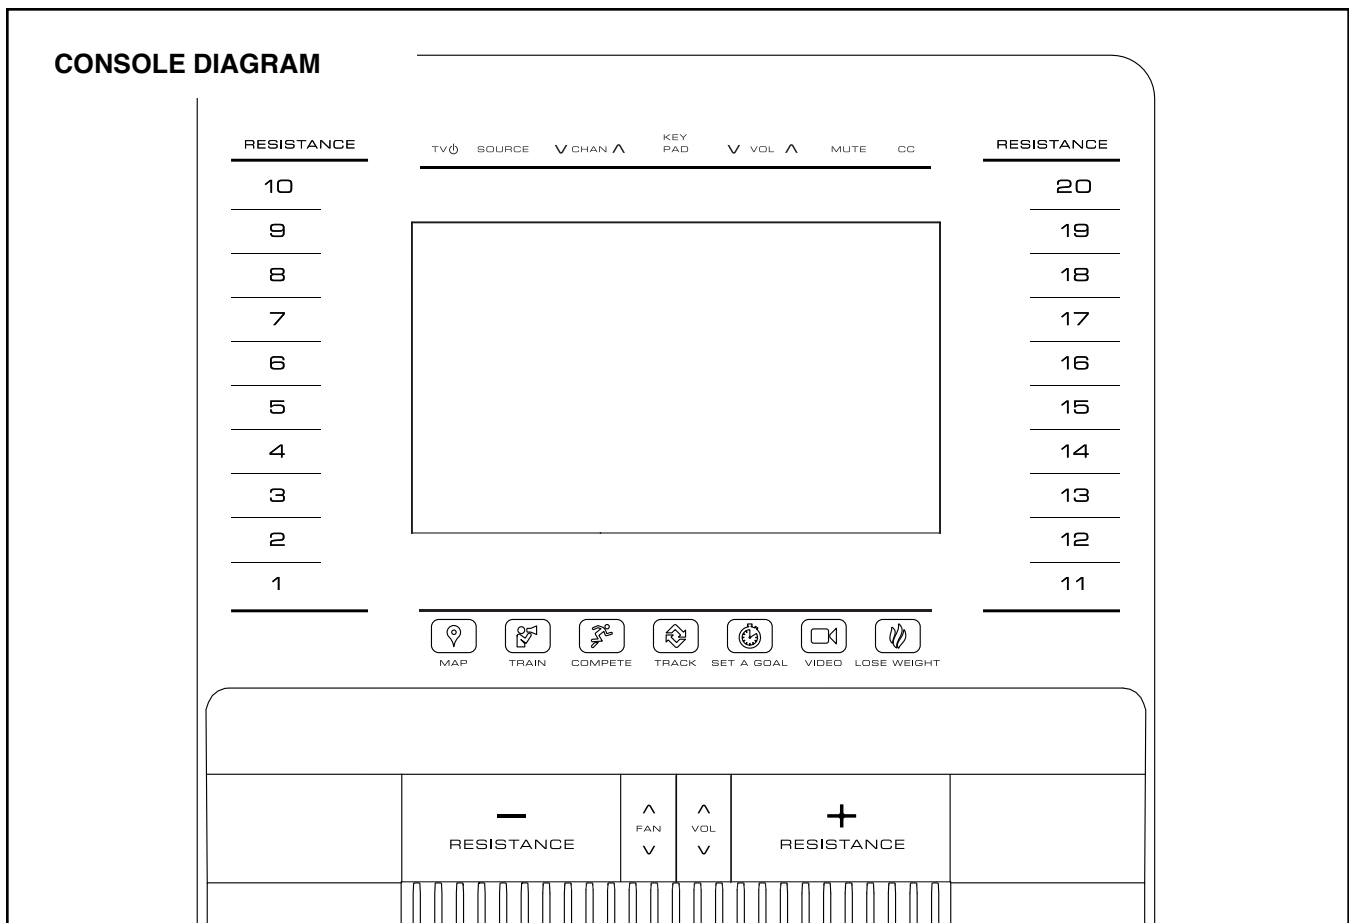 CONSOLE DIAGRAM
RESISTANCE
10
9
8
7
6
5
4
3
2
1
TV SOURCE CHAN KEY PAD VOL MUTE CC
RESISTANCE
20
19
18
17
16
15
14
13
12
11
MAP TRAIN COMPETE TRACK SET A GOAL VIDEO LOSE WEIGHT
− RESISTANCE
FAN
VOL
+ RESISTANCE